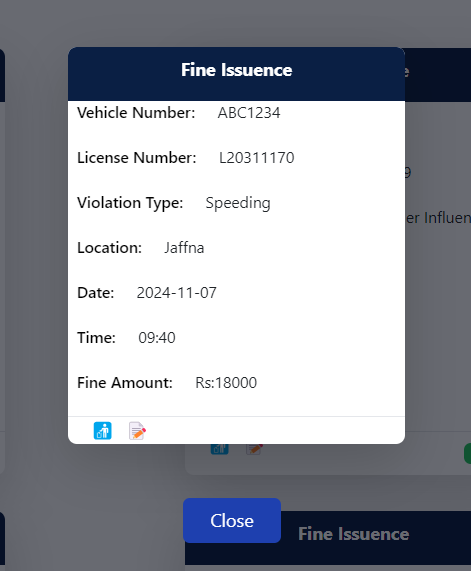 Fine Issuence
Vehicle Number: ABC1234
License Number: L20311170
Violation Type: Speeding
Location: Jaffna
Date: 2024-11-07
Time: 09:40
Fine Amount: Rs:18000
e
9
er Influen
Close
Fine Issuence